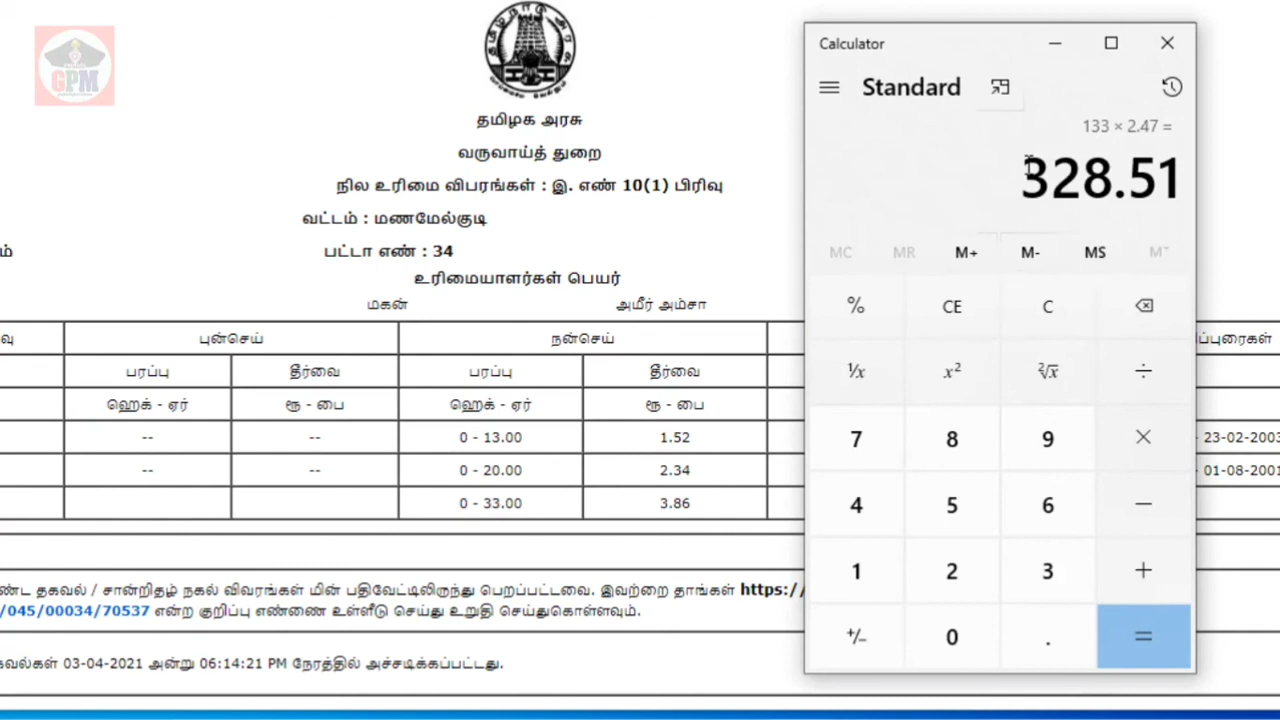 GPM
தமிழக அரசு
வருவாய்த் துறை
நில உரிமை விபரங்கள் : இ. எண் 10(1) பிரிவு
வட்டம் : மணமேல்குடி
பட்டா எண் : 34
உரிமையாளர்கள் பெயர்
மகன் அமீர் அம்சா
புன்செய் நன்செய்
பரப்பு தீர்வை பரப்பு தீர்வை
ஹெக் - ஏர் ரூ - பை ஹெக் - ஏர் ரூ - பை
-- -- 0 - 13.00 1.52 23-02-2003
-- -- 0 - 20.00 2.34 01-08-2001
0 - 33.00 3.86
தகவல் / சான்றிதழ் நகல் விவரங்கள் மின் பதிவேட்டிலிருந்து பெறப்பட்டவை. இவற்றை தாங்கள் https:/
/045/00034/70537 என்ற குறிப்பு எண்ணை உள்ளீடு செய்து உறுதி செய்துகொள்ளவும்.
03-04-2021 அன்று 06:14:21 PM நேரத்தில் அச்சடிக்கப்பட்டது.
Calculator
Standard
133 × 2.47 =
328.51
MC MR M+ M- MS M˅
% CE C
¹/x x² ²√x ÷
7 8 9 ×
4 5 6 −
1 2 3 +
+/− 0 . =